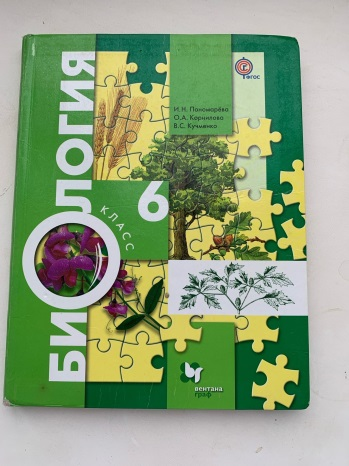 ФГОС
И.Н. Пономарёва
О.А. Корнилова
В.С. Кучменко
БИОЛОГИЯ
6
КЛАСС
вентана
граф